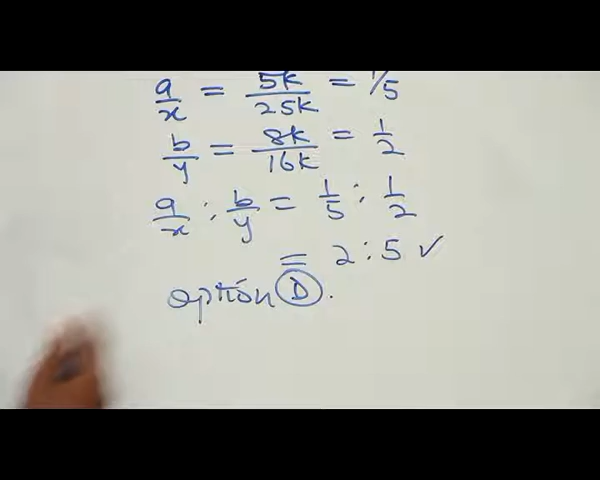 a/x = 5k/25k = 1/5
b/y = 8k/16k = 1/2
a/x : b/y = 1/5 : 1/2
= 2:5 ✓
option D.